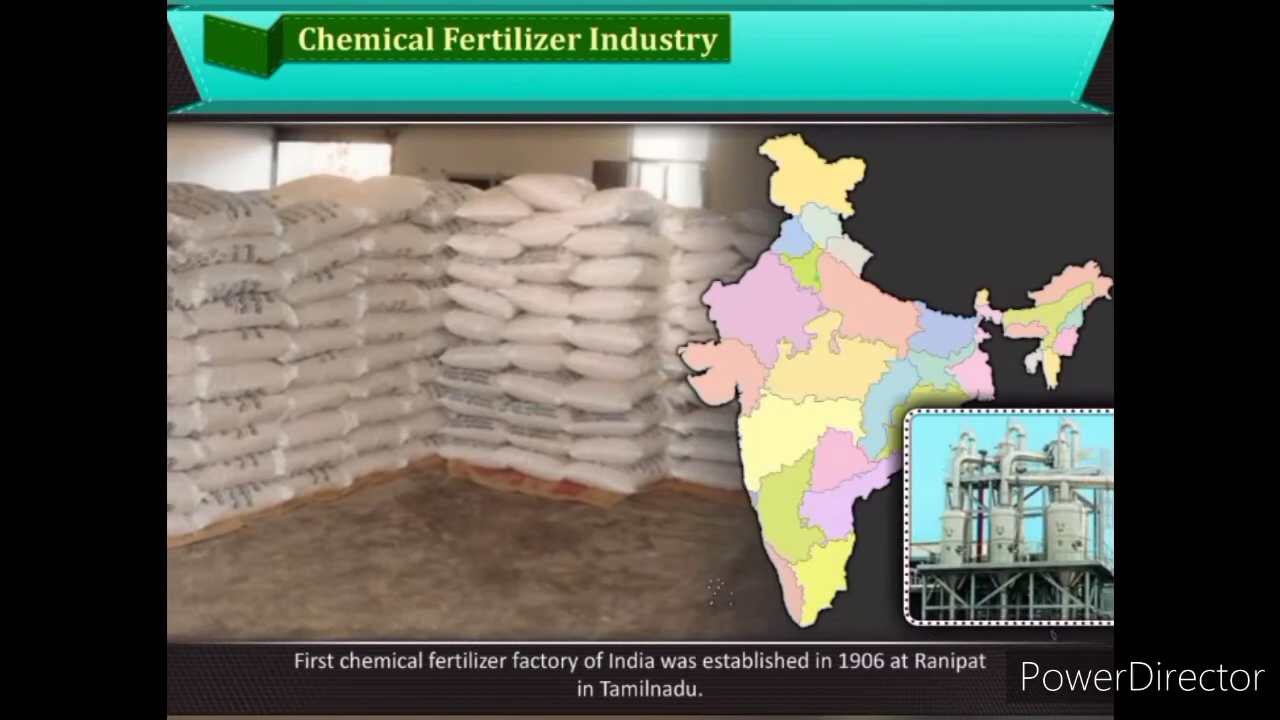 Chemical Fertilizer Industry
First chemical fertilizer factory of India was established in 1906 at Ranipat
in Tamilnadu.
PowerDirector